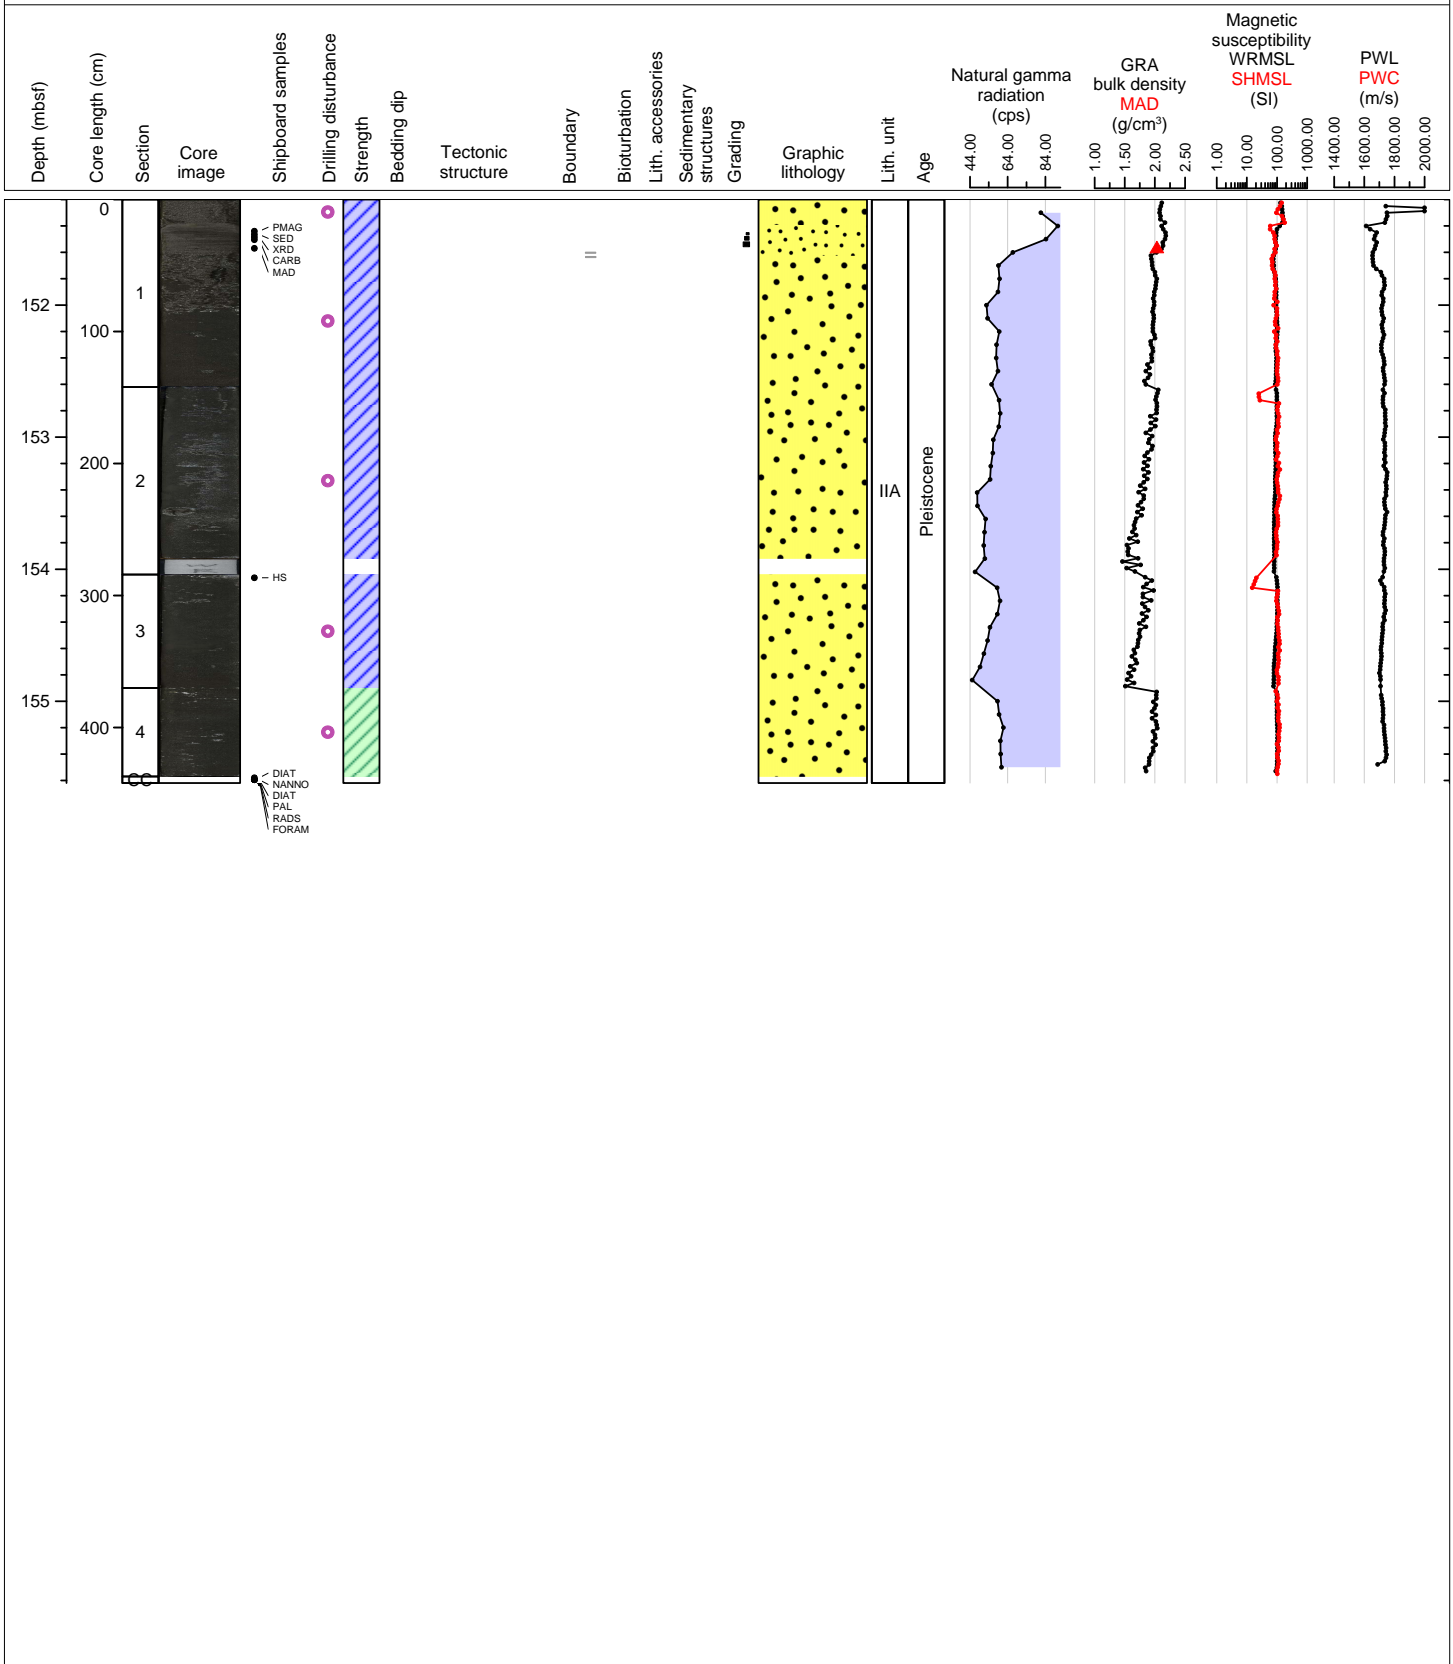 Depth (mbsf)
Core length (cm)
Section
Core
image
Shipboard samples
Drilling disturbance
Strength
Bedding dip
Tectonic
structure
Boundary
Bioturbation
Lith. accessories
Sedimentary
structures
Grading
Graphic
lithology
Lith. unit
Age
Natural gamma
radiation
(cps)
44.00 64.00 84.00
GRA
bulk density
MAD
(g/cm³)
1.00 1.50 2.00 2.50
Magnetic
susceptibility
WRMSL
SHMSL
(SI)
1.00 10.00 100.00 1000.00
PWL
PWC
(m/s)
1400.00 1600.00 1800.00 2000.00
0
PMAG
SED
XRD
CARB
MAD
1
152
100
153
200
2
IIA
Pleistocene
154
HS
300
3
155
400
4
CC
DIAT
NANNO
DIAT
PAL
RADS
FORAM